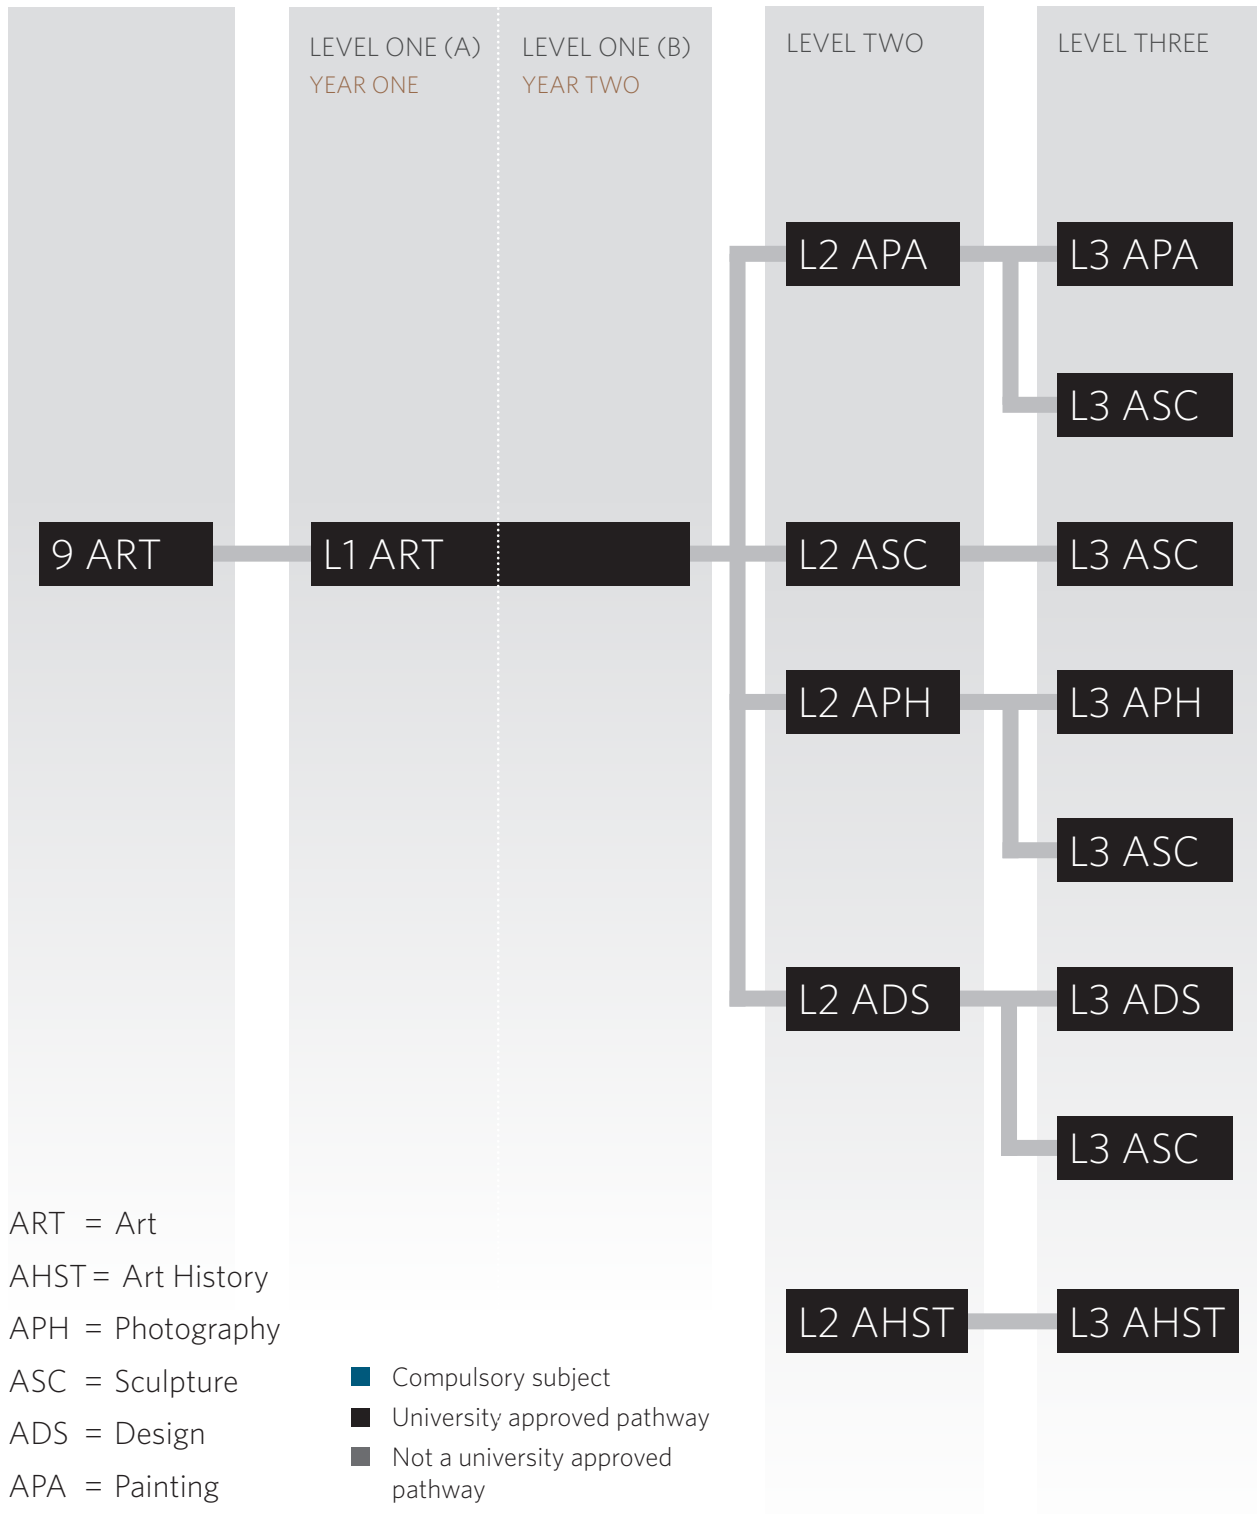 LEVEL ONE (A)
YEAR ONE
LEVEL ONE (B)
YEAR TWO
LEVEL TWO
LEVEL THREE
L2 APA
L3 APA
L3 ASC
9 ART
L1 ART
L2 ASC
L3 ASC
L2 APH
L3 APH
L3 ASC
L2 ADS
L3 ADS
L3 ASC
L2 AHST
L3 AHST
ART = Art
AHST = Art History
APH = Photography
ASC = Sculpture
ADS = Design
APA = Painting
Compulsory subject
University approved pathway
Not a university approved
pathway